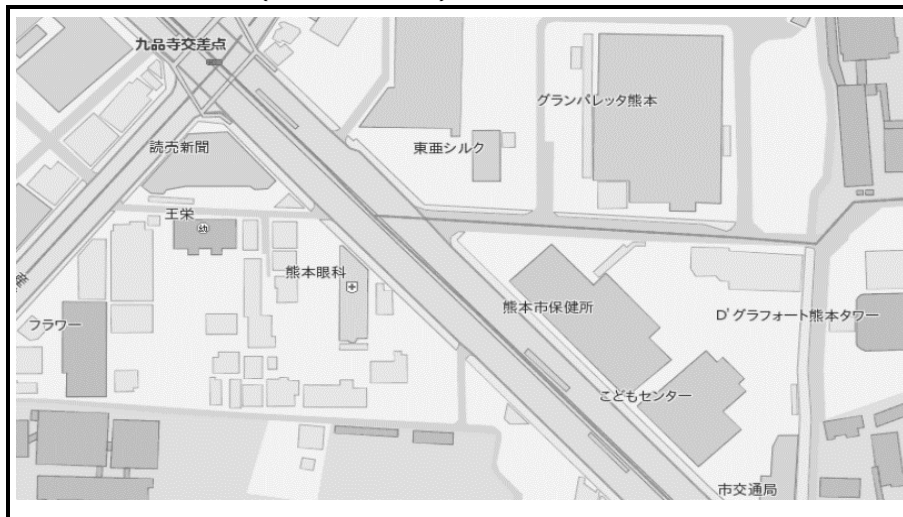 九品寺交差点
グランパレッタ熊本
読売新聞
東亜シルク
王栄
幼
熊本眼科
熊本市保健所
フラワー
D'グラフォート熊本タワー
こどもセンター
市交通局